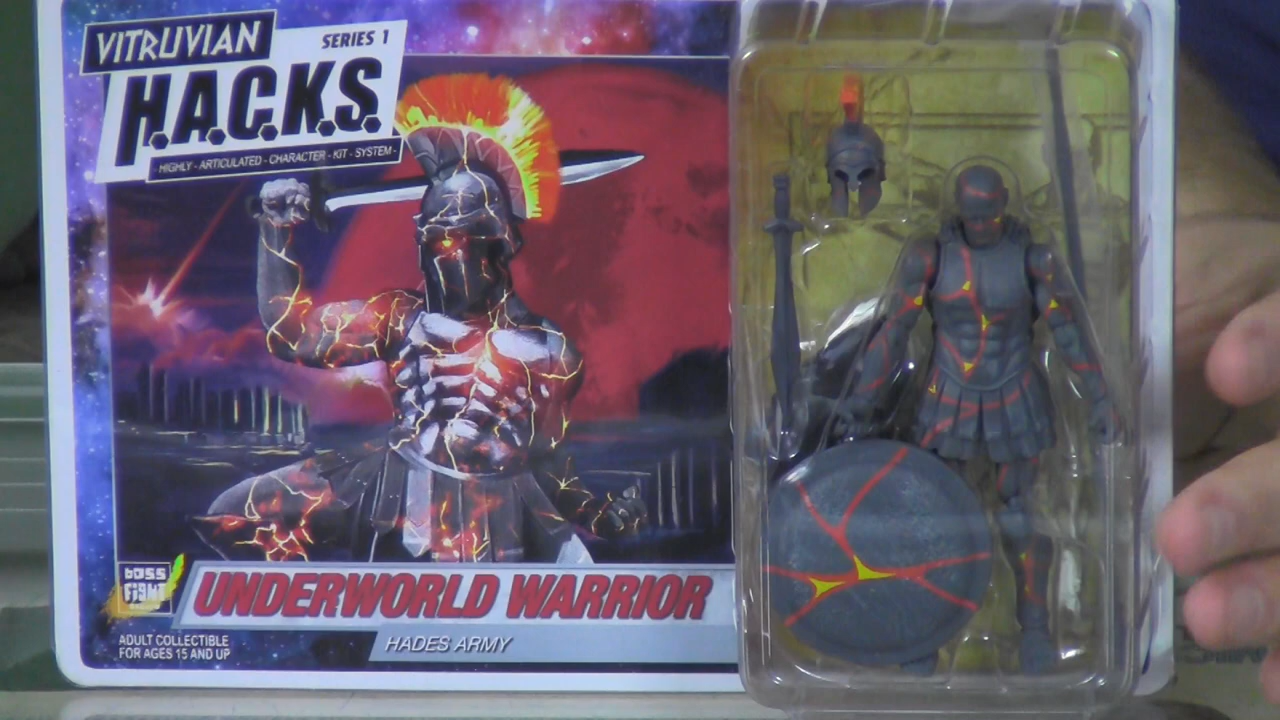 VITRUVIAN
SERIES 1
H.A.C.K.S.
HIGHLY - ARTICULATED - CHARACTER - KIT - SYSTEM -
BOSS
FIGHT
UNDERWORLD WARRIOR
ADULT COLLECTIBLE
FOR AGES 15 AND UP
HADES ARMY